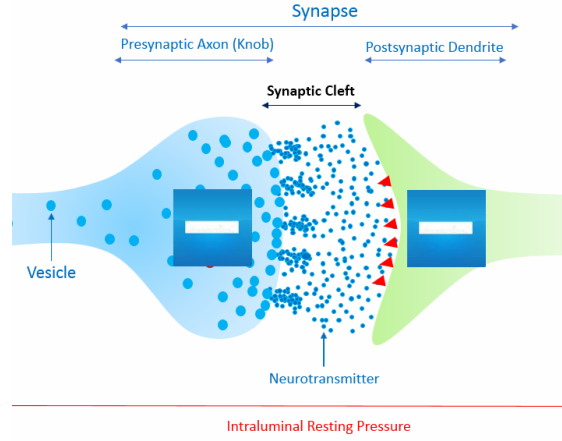 Synapse
Presynaptic Axon (Knob)
Postsynaptic Dendrite
Synaptic Cleft
Vesicle
Neurotransmitter
Intraluminal Resting Pressure